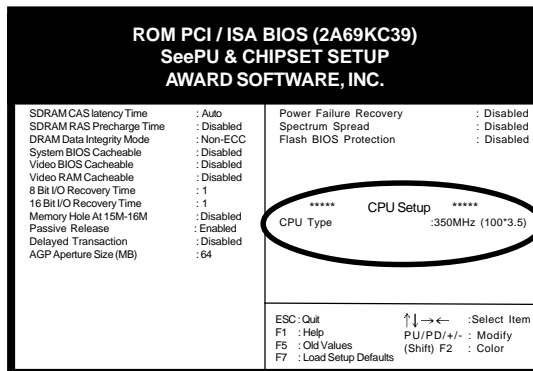 ROM PCI / ISA BIOS (2A69KC39)
SeePU & CHIPSET SETUP
AWARD SOFTWARE, INC.
SDRAM CAS latency Time : Auto
SDRAM RAS Precharge Time : Disabled
DRAM Data Integrity Mode : Non-ECC
System BIOS Cacheable : Disabled
Video BIOS Cacheable : Disabled
Video RAM Cacheable : Disabled
8 Bit I/O Recovery Time : 1
16 Bit I/O Recovery Time : 1
Memory Hole At 15M-16M : Disabled
Passive Release : Enabled
Delayed Transaction : Disabled
AGP Aperture Size (MB) : 64
Power Failure Recovery : Disabled
Spectrum Spread : Disabled
Flash BIOS Protection : Disabled
***** CPU Setup *****
CPU Type :350MHz (100*3.5)
ESC : Quit ↑↓→← :Select Item
F1 : Help PU/PD/+/- : Modify
F5 : Old Values (Shift) F2 : Color
F7 : Load Setup Defaults